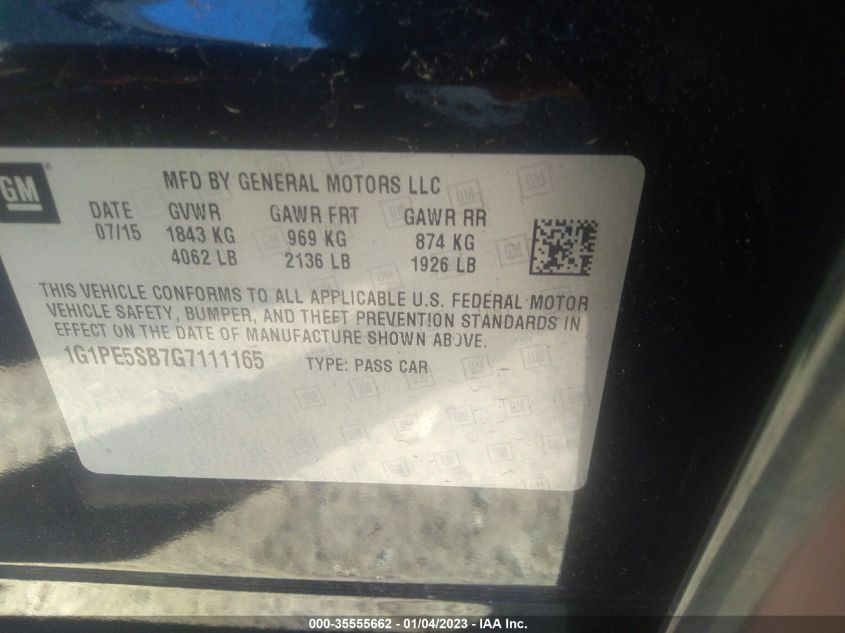 GM
MFD BY GENERAL MOTORS LLC
DATE GVWR GAWR FRT GAWR RR
07/15 1843 KG 969 KG 874 KG
4062 LB 2136 LB 1926 LB
THIS VEHICLE CONFORMS TO ALL APPLICABLE U.S. FEDERAL MOTOR
VEHICLE SAFETY, BUMPER, AND THEFT PREVENTION STANDARDS IN
EFFECT ON THE DATE OF MANUFACTURE SHOWN ABOVE.
1G1PE5SB7G7111165 TYPE: PASS CAR
000-35555662 - 01/04/2023 - IAA Inc.